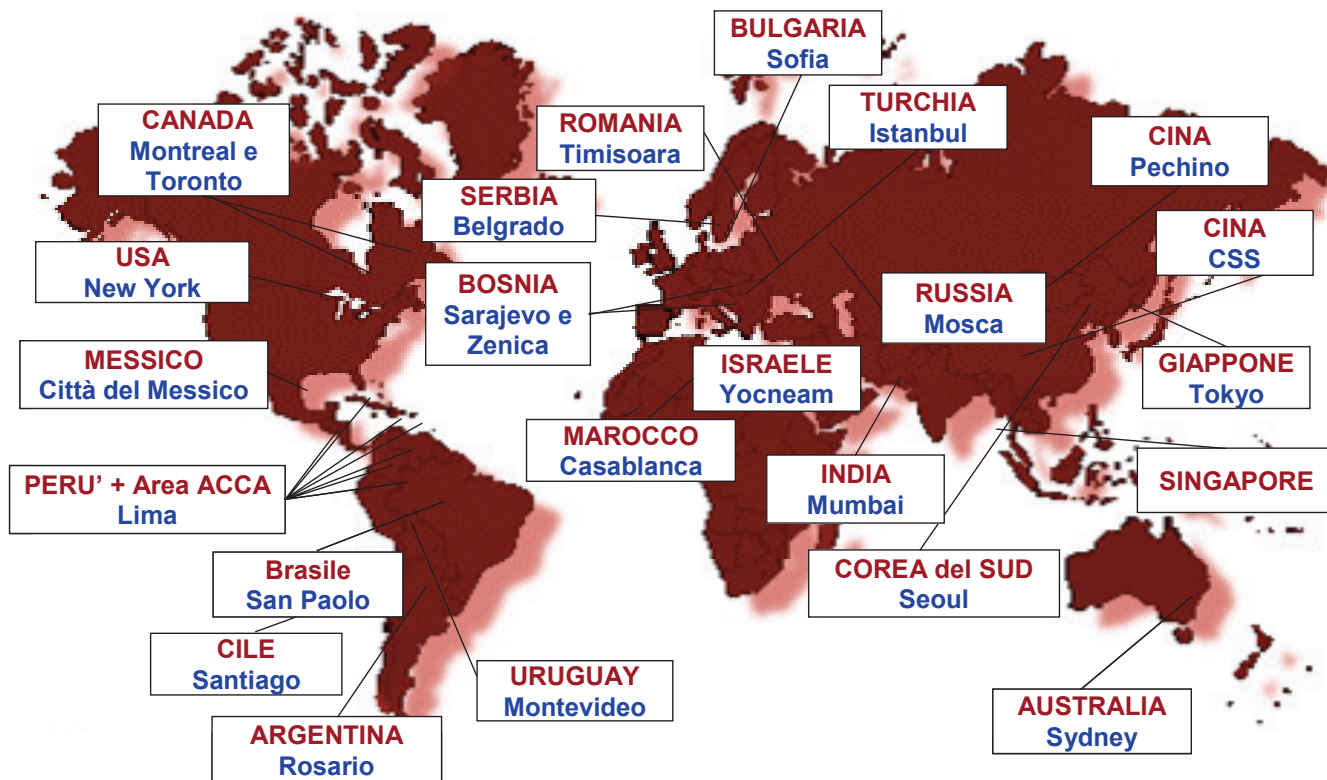 BULGARIA
Sofia
CANADA
Montreal e
Toronto
ROMANIA
Timisoara
TURCHIA
Istanbul
CINA
Pechino
SERBIA
Belgrado
CINA
CSS
USA
New York
BOSNIA
Sarajevo e
Zenica
RUSSIA
Mosca
MESSICO
Città del Messico
ISRAELE
Yocneam
GIAPPONE
Tokyo
MAROCCO
Casablanca
INDIA
Mumbai
SINGAPORE
PERU’ + Area ACCA
Lima
Brasile
San Paolo
COREA del SUD
Seoul
CILE
Santiago
URUGUAY
Montevideo
AUSTRALIA
Sydney
ARGENTINA
Rosario